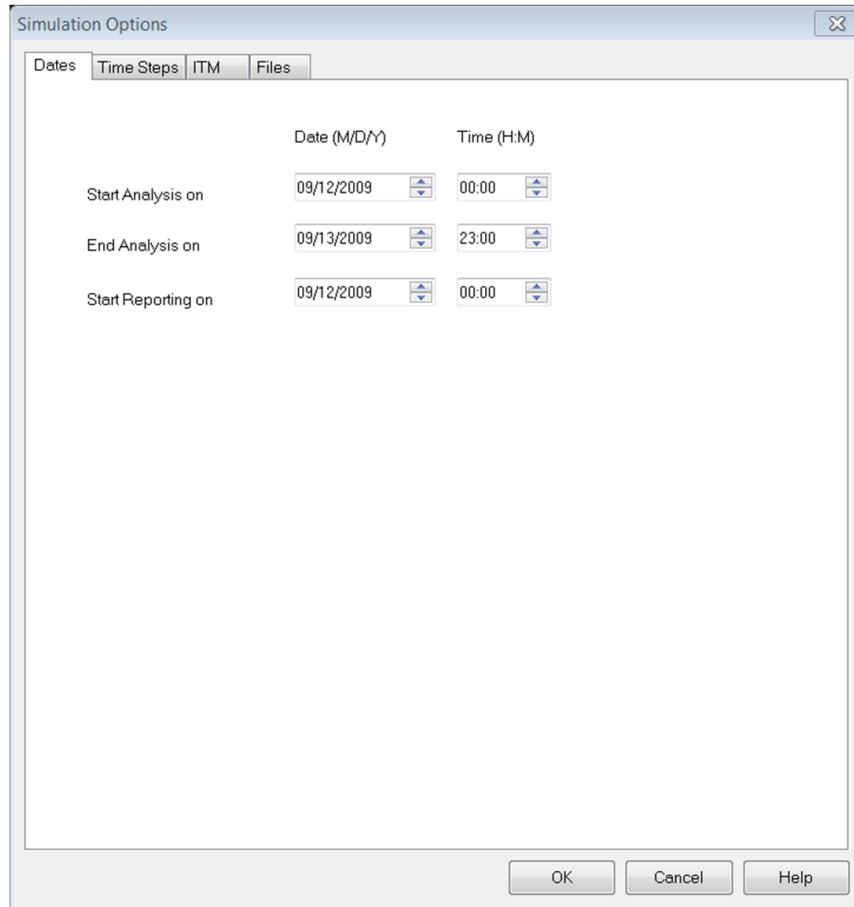 Simulation Options
Dates Time Steps ITM Files
Date (M/D/Y) Time (H:M)
Start Analysis on 09/12/2009 00:00
End Analysis on 09/13/2009 23:00
Start Reporting on 09/12/2009 00:00
OK Cancel Help